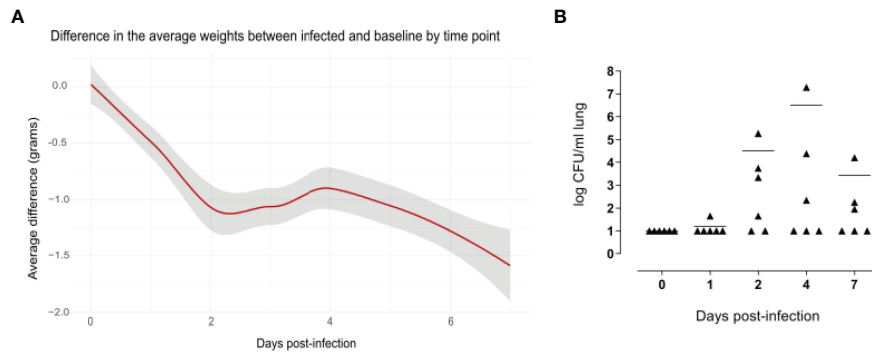 A
Difference in the average weights between infected and baseline by time point
Average difference (grams)
0.0
−0.5
−1.0
−1.5
−2.0
0 2 4 6
Days post-infection
B
log CFU/ml lung
8
7
6
5
4
3
2
1
0
0 1 2 4 7
Days post-infection